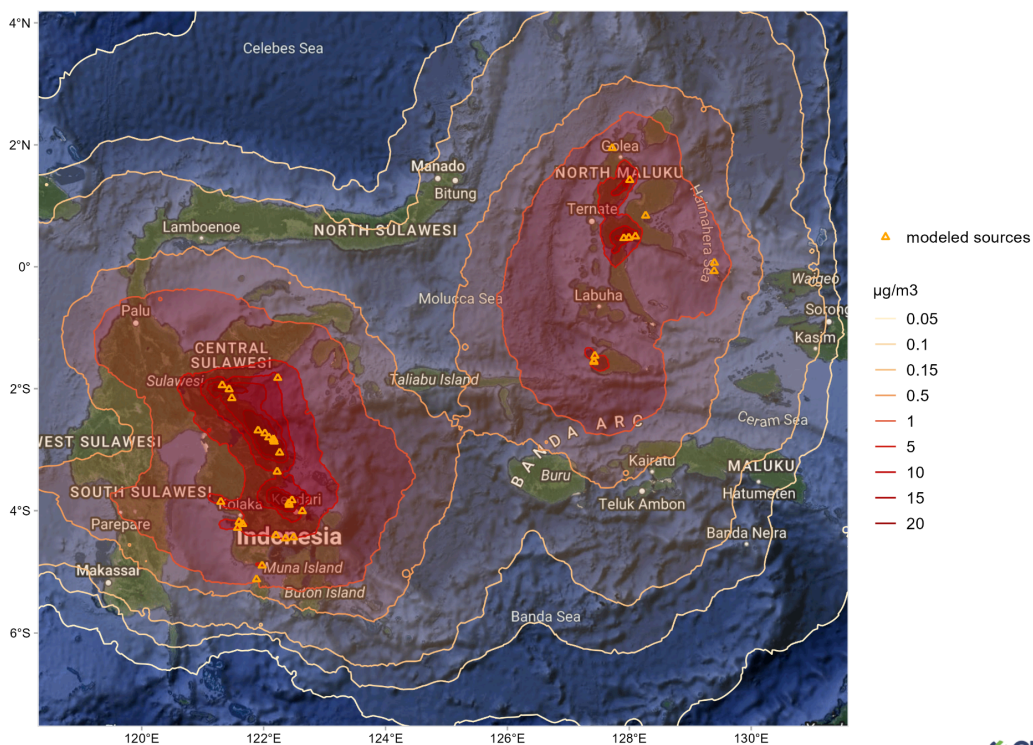 4°N
2°N
0°
2°S
4°S
6°S
Celebes Sea
Manado
Bitung
Lamboenoe
NORTH SULAWESI
Golea
NORTH MALUKU
Ternate
Halmahera Sea
Molucca Sea
Labuha
Waigeo
Sorong
Kasim
Palu
CENTRAL
SULAWESI
Sulawesi
Taliabu Island
Ceram Sea
WEST SULAWESI
BANDA ARC
Buru
Kairatu
MALUKU
SOUTH SULAWESI
Kolaka
Kendari
Teluk Ambon
Hatumeten
Parepare
Indonesia
Banda Neira
Makassar
Muna Island
Buton Island
Banda Sea
120°E
122°E
124°E
126°E
128°E
130°E
modeled sources
µg/m3
0.05
0.1
0.15
0.5
1
5
10
15
20